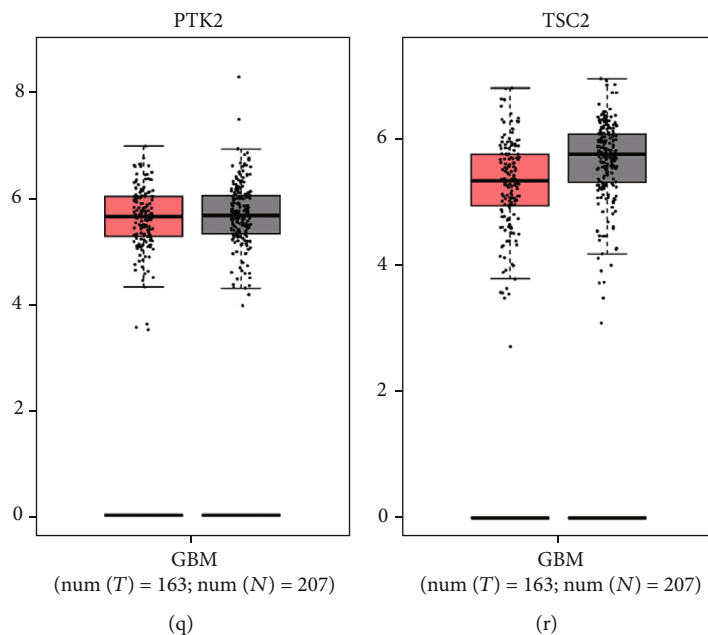 PTK2
8
6
4
2
0
GBM
(num (T) = 163; num (N) = 207)
(q)
TSC2
6
4
2
0
GBM
(num (T) = 163; num (N) = 207)
(r)